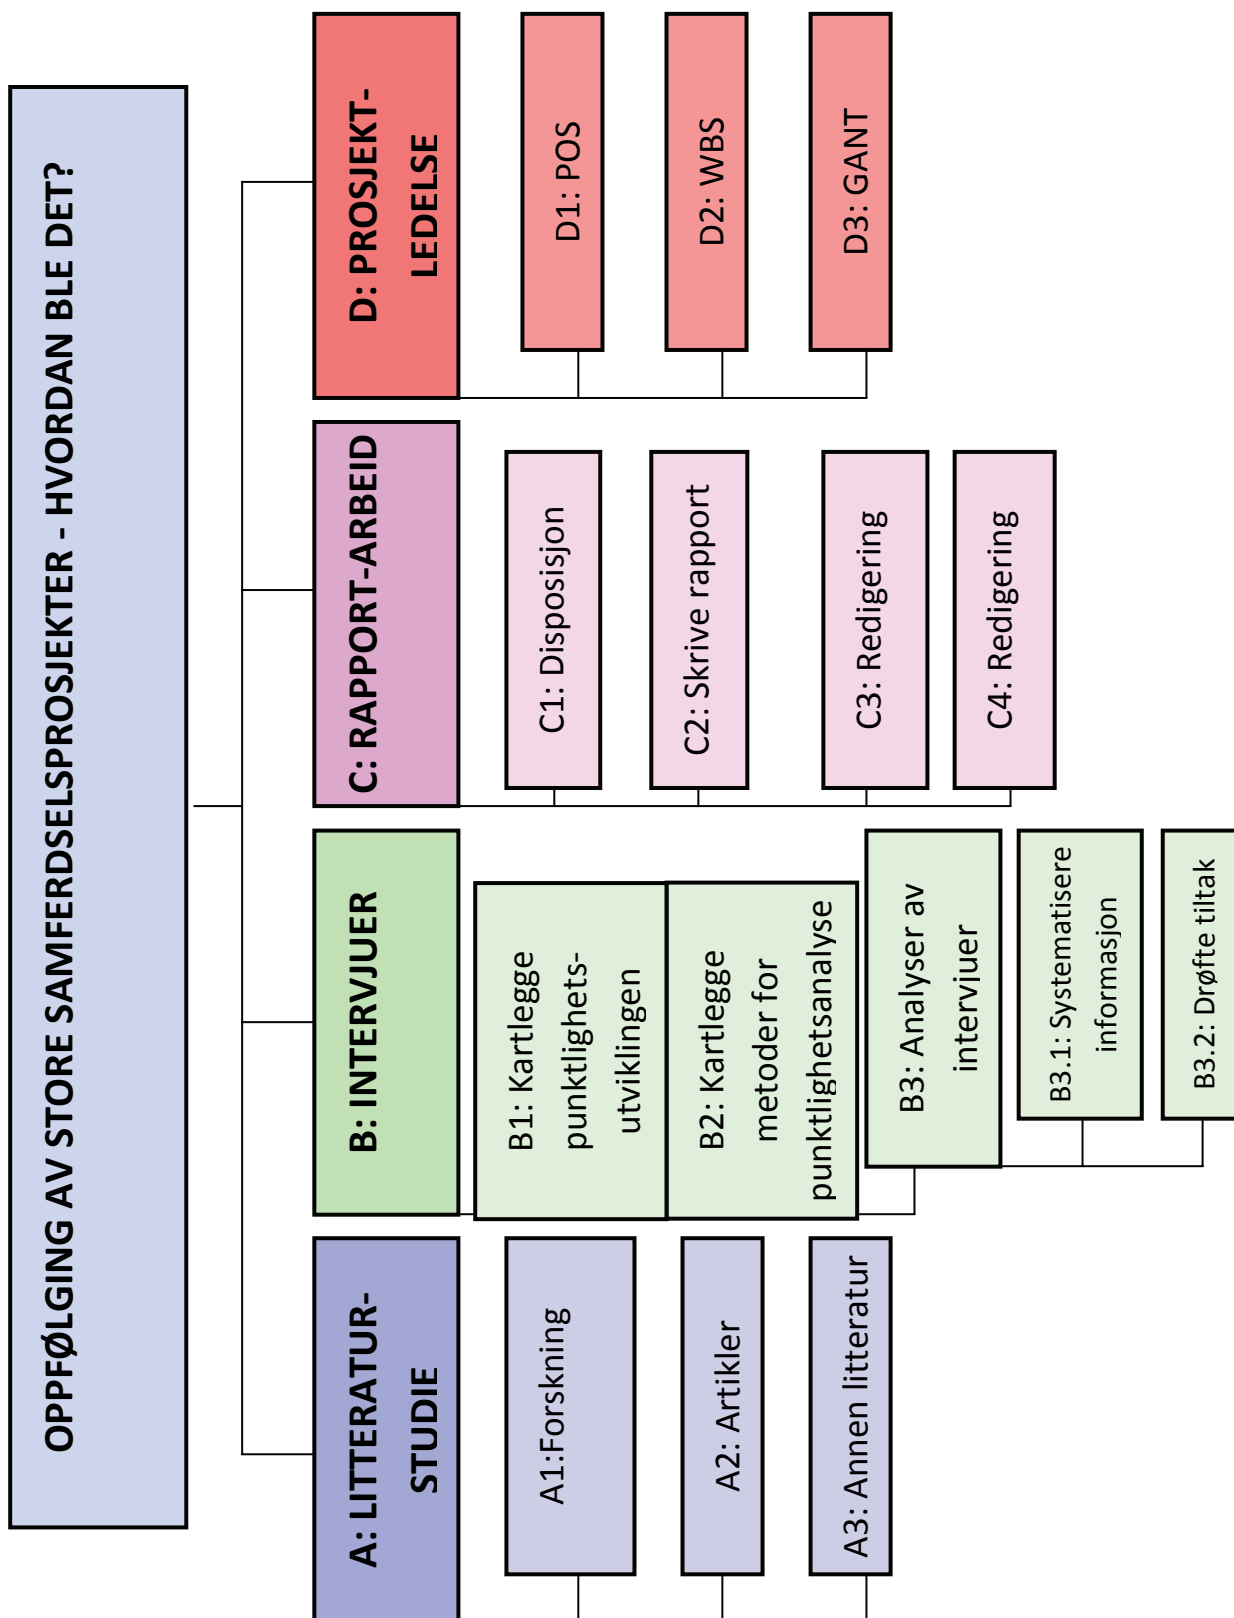 OPPFØLGING AV STORE SAMFERDSELSPROSJEKTER - HVORDAN BLE DET?
A: LITTERATUR-
STUDIE
A1:Forskning
A2: Artikler
A3: Annen litteratur
B: INTERVJUER
B1: Kartlegge
punktlighets-
utviklingen
B2: Kartlegge
metoder for
punktlighetsanalyse
B3: Analyser av
intervjuer
B3.1: Systematisere
informasjon
B3.2: Drøfte tiltak
C: RAPPORT-ARBEID
C1: Disposisjon
C2: Skrive rapport
C3: Redigering
C4: Redigering
D: PROSJEKT-
LEDELSE
D1: POS
D2: WBS
D3: GANT